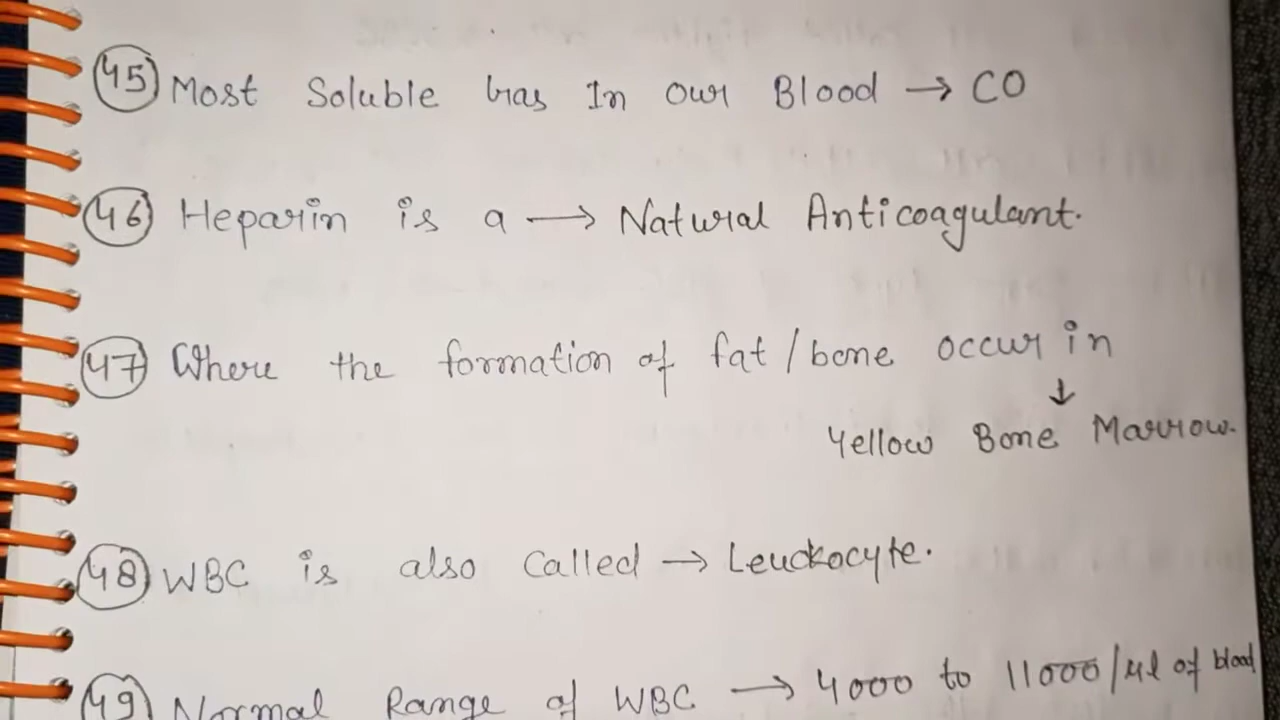 45 Most Soluble Gas In Our Blood → CO
46 Heparin is a → Natural Anticoagulant.
47 Where the formation of fat / bone occur in
↓
Yellow Bone Marrow.
48 WBC is also Called → Leuckocyte.
49 Normal Range of WBC → 4000 to 11000/μl of blood